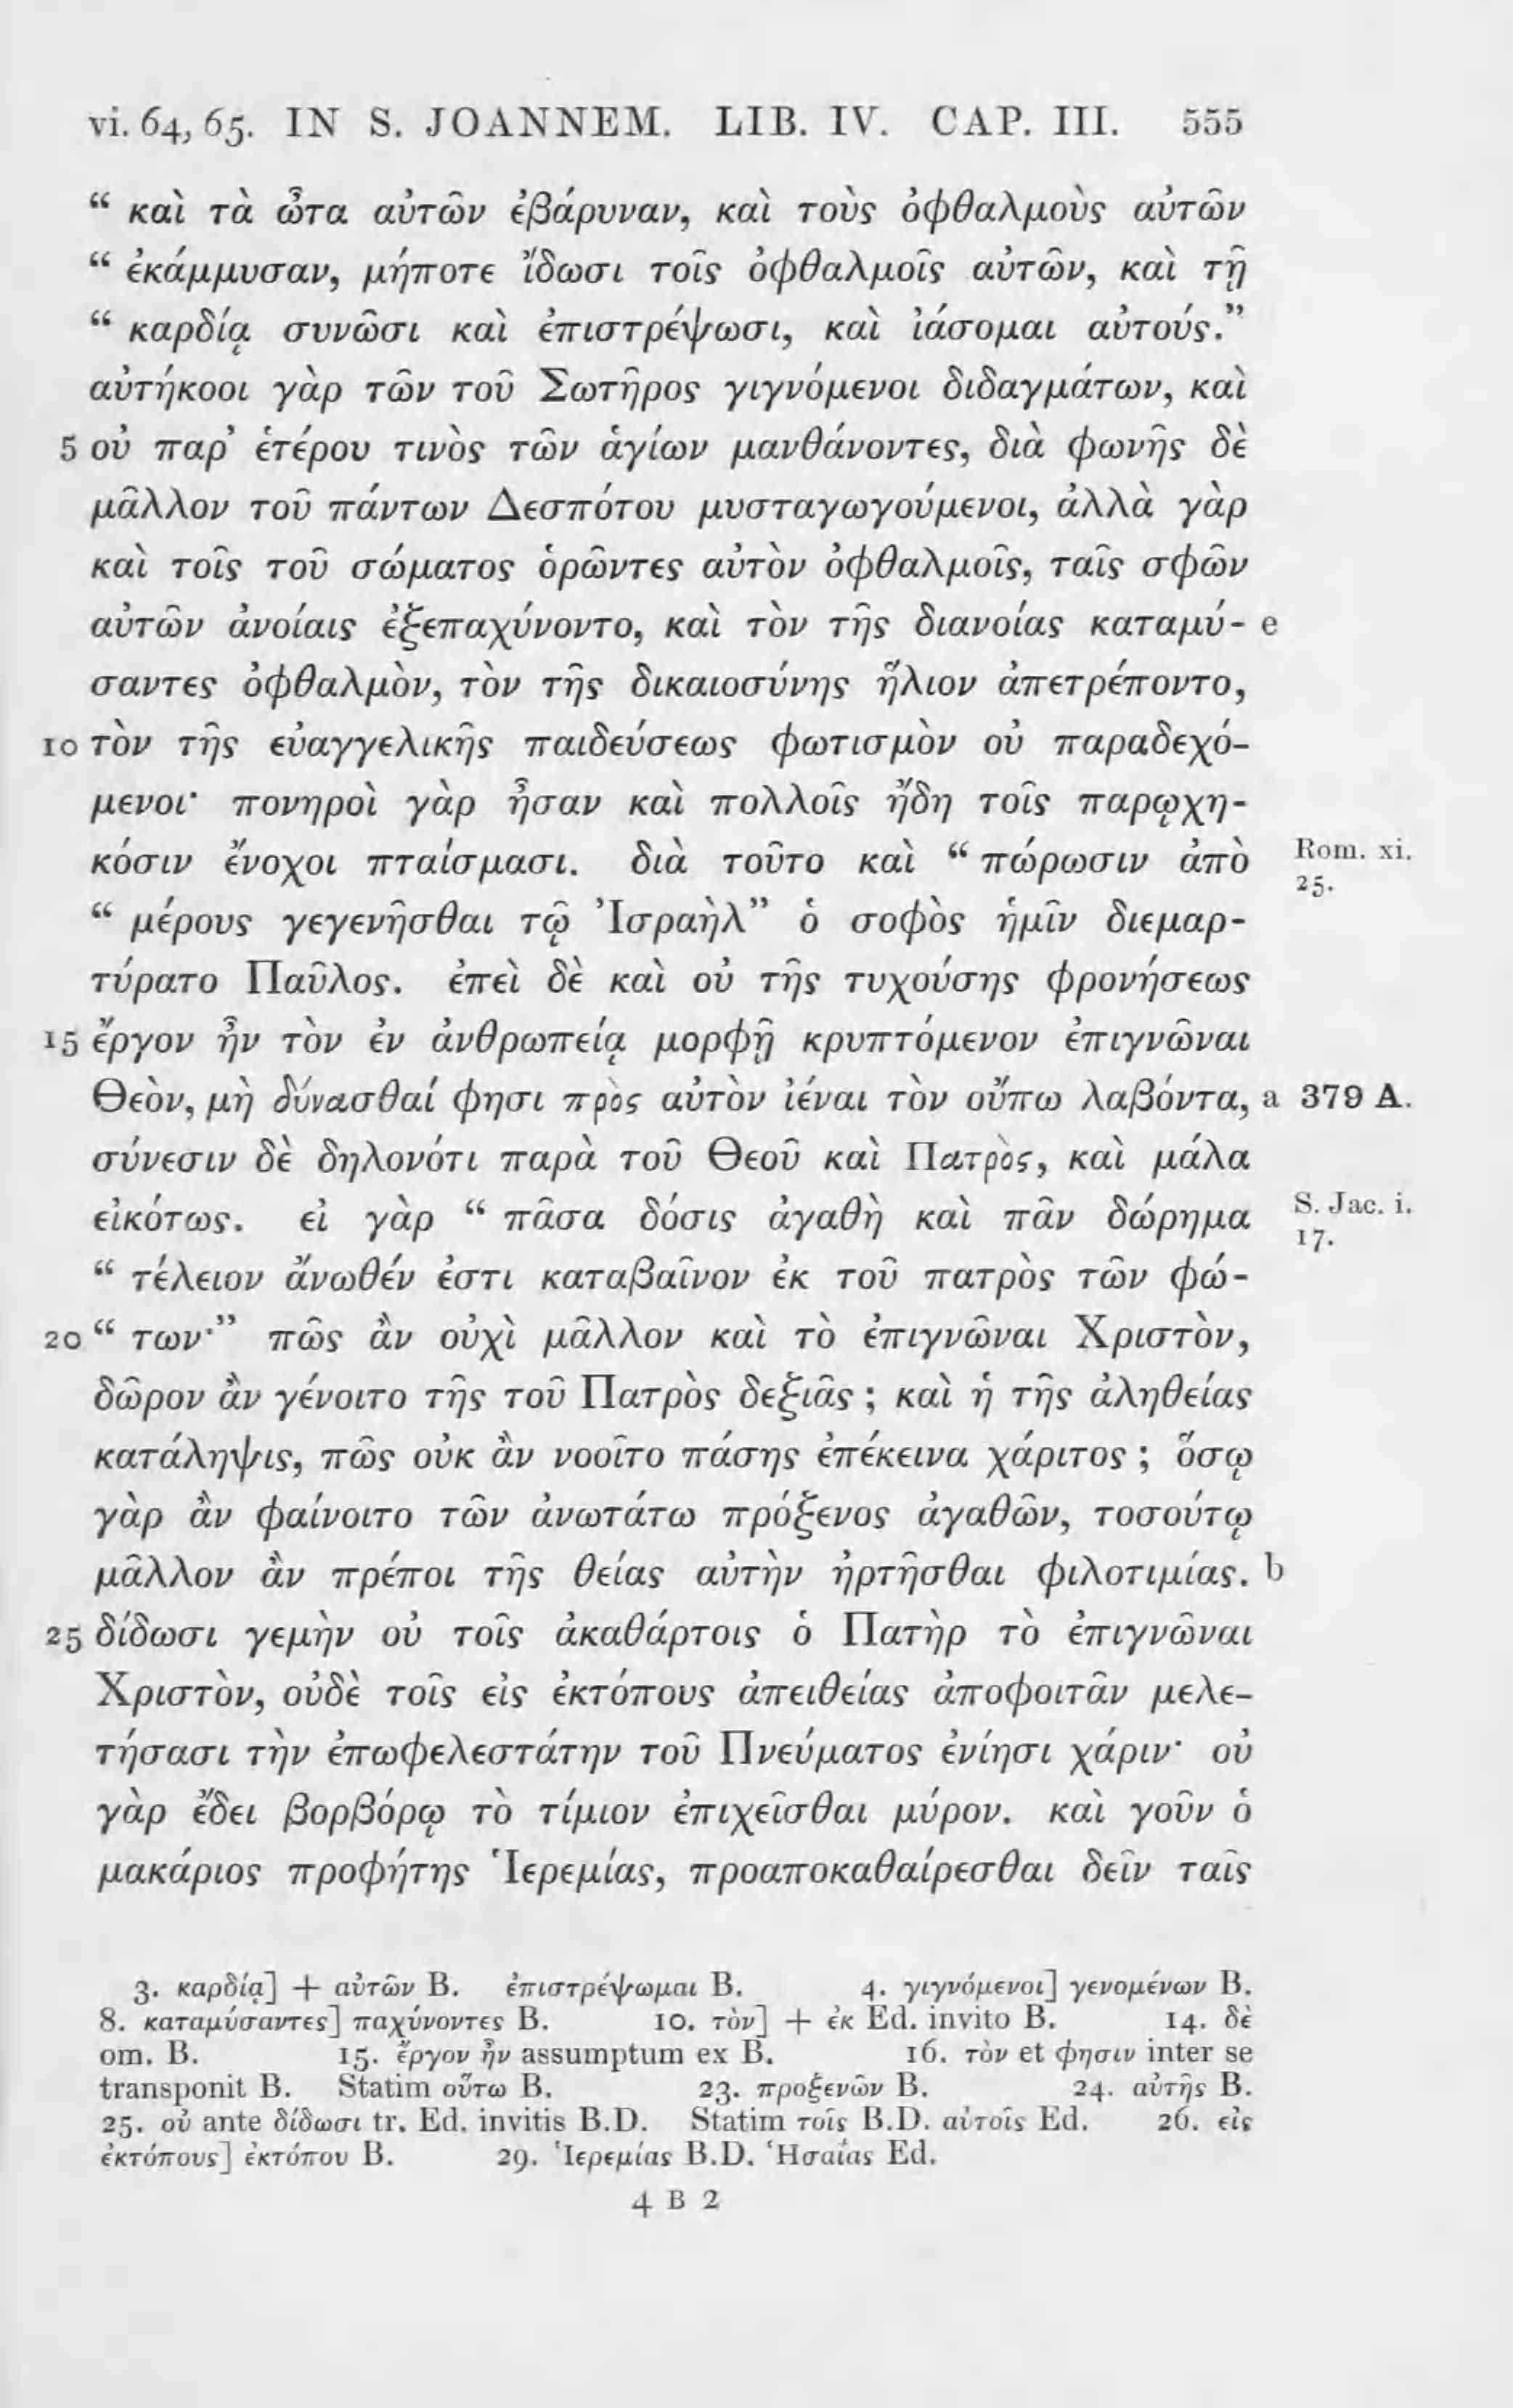 vi. 64, 65. IN S. JOANNEM. LIB. IV. CAP. III. 555
“ καὶ τὰ ὦτα αὐτῶν ἐβάρυναν, καὶ τοὺς ὀφθαλμοὺς αὐτῶν
“ ἐκάμμυσαν, μήποτε ἴδωσι τοῖς ὀφθαλμοῖς αὐτῶν, καὶ τῇ
“ καρδίᾳ συνῶσι καὶ ἐπιστρέψωσι, καὶ ἰάσομαι αὐτούς.”
αὐτήκοοι γὰρ τῶν τοῦ Σωτῆρος γιγνόμενοι διδαγμάτων, καὶ
5 οὐ παρ’ ἑτέρου τινὸς τῶν ἁγίων μανθάνοντες, διὰ φωνῆς δὲ
μᾶλλον τοῦ πάντων Δεσπότου μυσταγωγούμενοι, ἀλλὰ γὰρ
καὶ τοῖς τοῦ σώματος ὁρῶντες αὐτὸν ὀφθαλμοῖς, ταῖς σφῶν
αὐτῶν ἀνοίαις ἐξεπαχύνοντο, καὶ τὸν τῆς διανοίας καταμύ- e
σαντες ὀφθαλμὸν, τὸν τῆς δικαιοσύνης ἥλιον ἀπετρέποντο,
10 τὸν τῆς εὐαγγελικῆς παιδεύσεως φωτισμὸν οὐ παραδεχό-
μενοι· πονηροὶ γὰρ ἦσαν καὶ πολλοῖς ἤδη τοῖς παρῳχη-
κόσιν ἔνοχοι πταίσμασι. διὰ τοῦτο καὶ “ πώρωσιν ἀπὸ Rom. xi. 25.
“ μέρους γεγενῆσθαι τῷ Ἰσραὴλ” ὁ σοφὸς ἡμῖν διεμαρ-
τύρατο Παῦλος. ἐπεὶ δὲ καὶ οὐ τῆς τυχούσης φρονήσεως
15 ἔργον ἦν τὸν ἐν ἀνθρωπείᾳ μορφῇ κρυπτόμενον ἐπιγνῶναι
Θεὸν, μὴ δύνασθαί φησι πρὸς αὐτὸν ἰέναι τὸν οὔπω λαβόντα, a 379 A.
σύνεσιν δὲ δηλονότι παρὰ τοῦ Θεοῦ καὶ Πατρὸς, καὶ μάλα
εἰκότως. εἰ γὰρ “ πᾶσα δόσις ἀγαθὴ καὶ πᾶν δώρημα S. Jac. i. 17.
“ τέλειον ἄνωθέν ἐστι καταβαῖνον ἐκ τοῦ πατρὸς τῶν φώ-
20 “ των·” πῶς ἂν οὐχὶ μᾶλλον καὶ τὸ ἐπιγνῶναι Χριστὸν,
δῶρον ἂν γένοιτο τῆς τοῦ Πατρὸς δεξιᾶς ; καὶ ἡ τῆς ἀληθείας
κατάληψις, πῶς οὐκ ἂν νοοῖτο πάσης ἐπέκεινα χάριτος ; ὅσῳ
γὰρ ἂν φαίνοιτο τῶν ἀνωτάτω πρόξενος ἀγαθῶν, τοσούτῳ
μᾶλλον ἂν πρέποι τῆς θείας αὐτὴν ἠρτῆσθαι φιλοτιμίας. b
25 δίδωσι γεμὴν οὐ τοῖς ἀκαθάρτοις ὁ Πατὴρ τὸ ἐπιγνῶναι
Χριστὸν, οὐδὲ τοῖς εἰς ἐκτόπους ἀπειθείας ἀποφοιτᾶν μελε-
τήσασι τὴν ἐπωφελεστάτην τοῦ Πνεύματος ἐνίησι χάριν· οὐ
γὰρ ἔδει βορβόρῳ τὸ τίμιον ἐπιχεῖσθαι μύρον. καὶ γοῦν ὁ
μακάριος προφήτης Ἱερεμίας, προαποκαθαίρεσθαι δεῖν ταῖς
3. καρδίᾳ] + αὐτῶν B. ἐπιστρέψωμαι B. 4. γιγνόμενοι] γενομένων B.
8. καταμύσαντες] παχύνοντες B. 10. τὸν] + ἐκ Ed. invito B. 14. δὲ
om. B. 15. ἔργον ἦν assumptum ex B. 16. τὸν et φησιν inter se
transponit B. Statim οὕτω B. 23. προξενῶν B. 24. αὐτῆς B.
25. οὐ ante δίδωσι tr. Ed. invitis B.D. Statim τοῖς B.D. αὐτοῖς Ed. 26. εἰς
ἐκτόπους] ἐκτόπου B. 29. Ἱερεμίας B.D. Ἡσαΐας Ed.
4 B 2